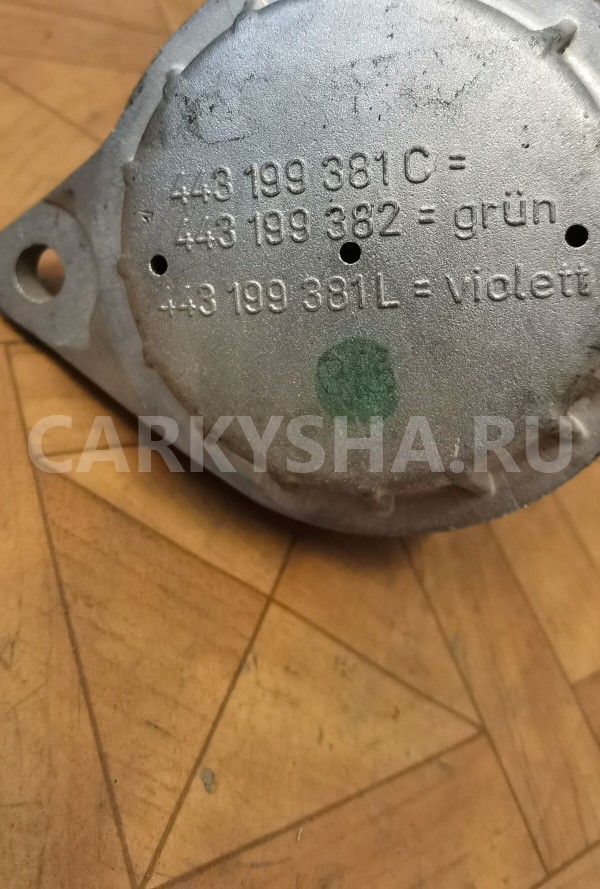 443 199 381 C =
443 199 382 = grün
443 199 381 L = violett
CARKYSHA.RU